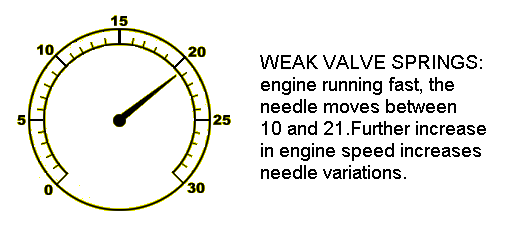 15
10 20
5 25
0 30
WEAK VALVE SPRINGS:
engine running fast, the
needle moves between
10 and 21.Further increase
in engine speed increases
needle variations.